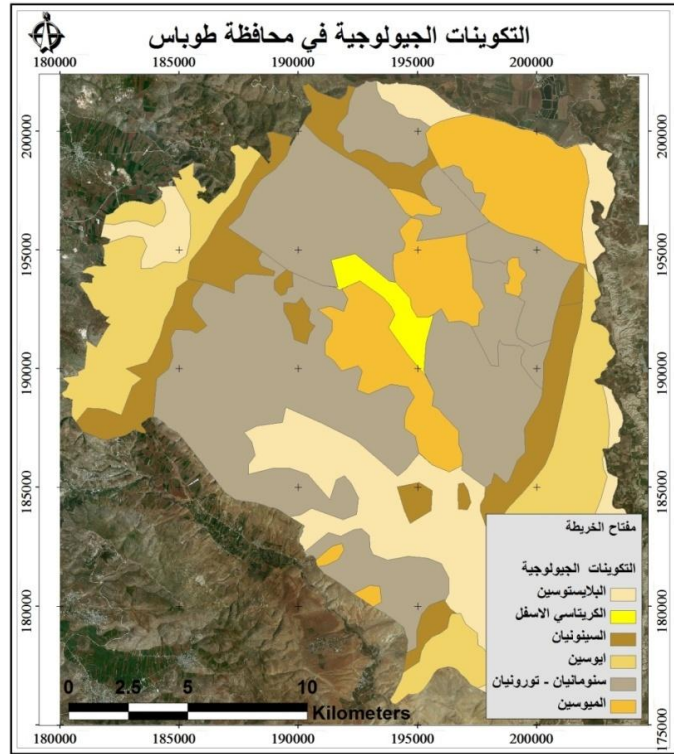 التكوينات الجيولوجية في محافظة طوباس
180000 185000 190000 195000 200000
200000 200000
195000 195000
190000 190000
185000 185000
180000 180000
175000
مفتاح الخريطة
التكوينات الجيولوجية
البلايستوسين
الكريتاسي الاسفل
السينونيان
ايوسين
سنومانيان - تورونيان
الميوسين
0 2.5 5 10
Kilometers
180000 185000 190000 195000 200000